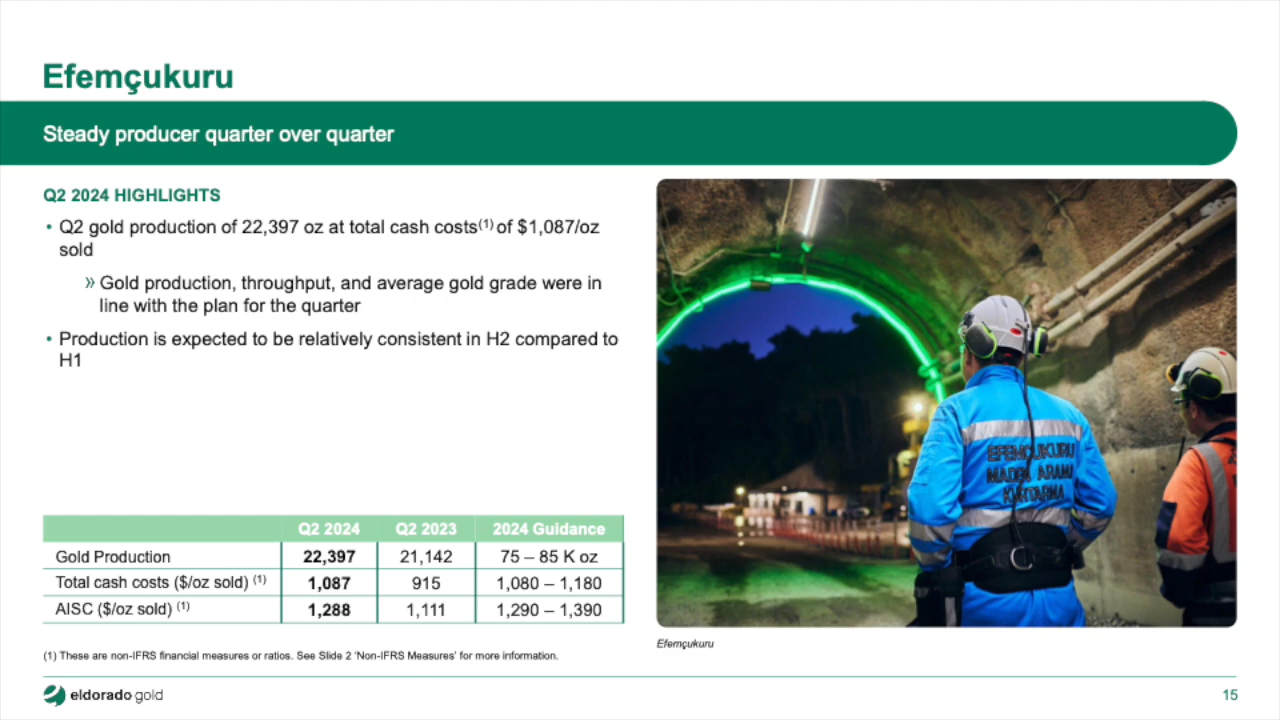 Efemçukuru
Steady producer quarter over quarter
Q2 2024 HIGHLIGHTS
• Q2 gold production of 22,397 oz at total cash costs(1) of $1,087/oz
sold
» Gold production, throughput, and average gold grade were in
line with the plan for the quarter
• Production is expected to be relatively consistent in H2 compared to
H1
Q2 2024 Q2 2023 2024 Guidance
Gold Production 22,397 21,142 75 – 85 K oz
Total cash costs ($/oz sold) (1) 1,087 915 1,080 – 1,180
AISC ($/oz sold) (1) 1,288 1,111 1,290 – 1,390
(1) These are non-IFRS financial measures or ratios. See Slide 2 'Non-IFRS Measures' for more information.
EFEMÇUKURU
MADEN ARAMA
KURTARMA
Efemçukuru
eldorado gold
15